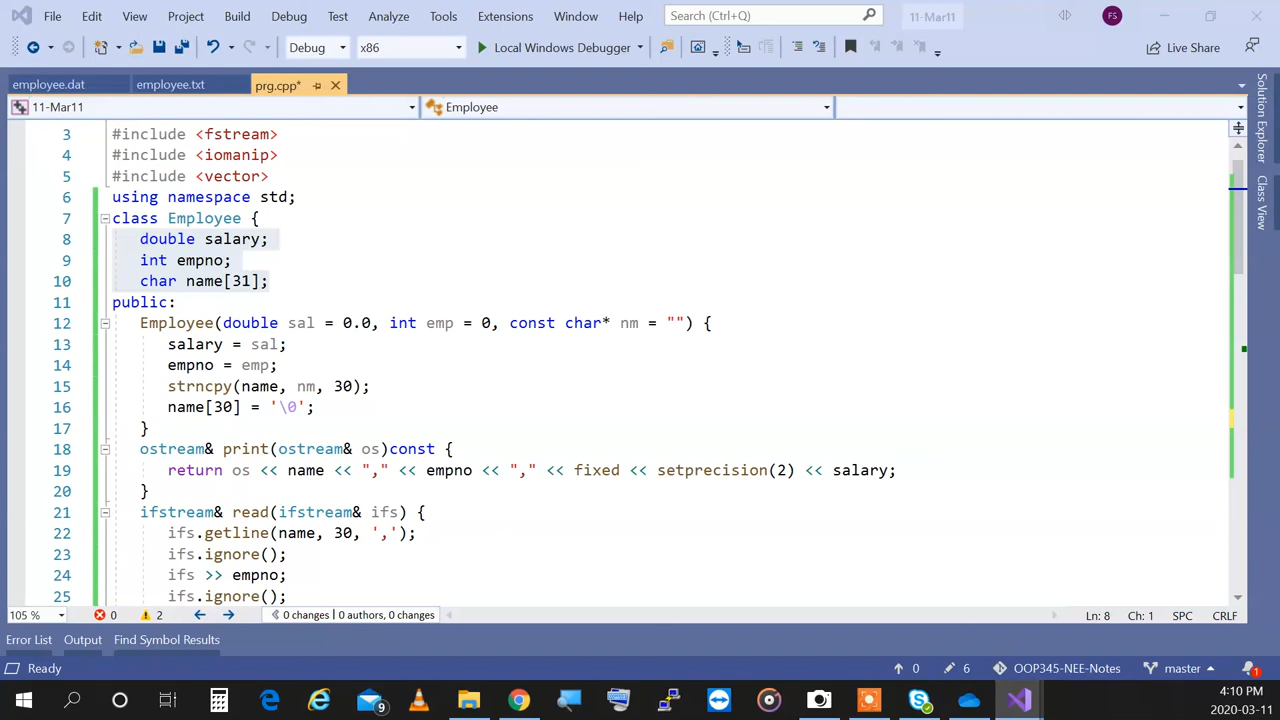 File Edit View Project Build Debug Test Analyze Tools Extensions Window Help Search (Ctrl+Q) 11-Mar11 FS
Debug x86 Local Windows Debugger Live Share
employee.dat employee.txt prg.cpp*
11-Mar11 Employee
3 #include <fstream>
4 #include <iomanip>
5 #include <vector>
6 using namespace std;
7 class Employee {
8 double salary;
9 int empno;
10 char name[31];
11 public:
12 Employee(double sal = 0.0, int emp = 0, const char* nm = "") {
13 salary = sal;
14 empno = emp;
15 strncpy(name, nm, 30);
16 name[30] = '\0';
17 }
18 ostream& print(ostream& os)const {
19 return os << name << "," << empno << "," << fixed << setprecision(2) << salary;
20 }
21 ifstream& read(ifstream& ifs) {
22 ifs.getline(name, 30, ',');
23 ifs.ignore();
24 ifs >> empno;
25 ifs.ignore();
105 % 0 2 0 changes | 0 authors, 0 changes Ln: 8 Ch: 1 SPC CRLF
Error List Output Find Symbol Results
Ready 0 6 OOP345-NEE-Notes master 1
Solution Explorer
Class View
9
4:10 PM
2020-03-11